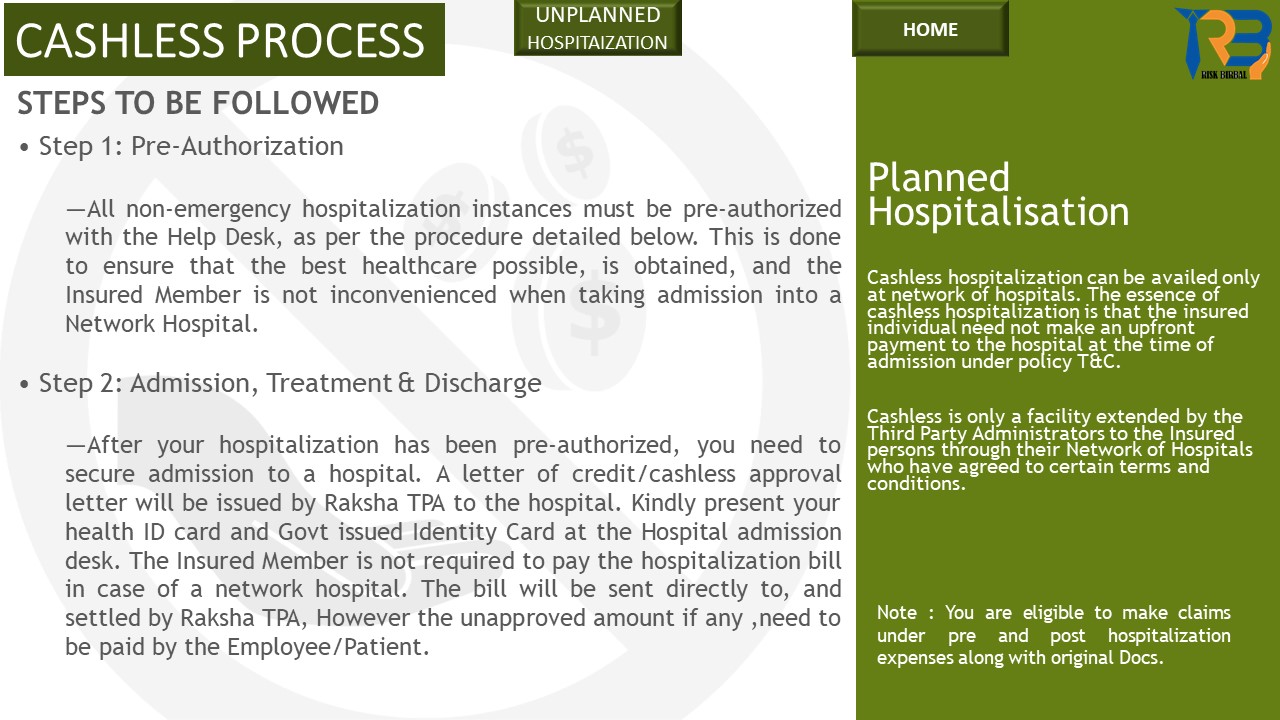 CASHLESS PROCESS
UNPLANNED
HOSPITAIZATION
HOME
RISK BIRBAL
STEPS TO BE FOLLOWED
• Step 1: Pre-Authorization
—All non-emergency hospitalization instances must be pre-authorized
with the Help Desk, as per the procedure detailed below. This is done
to ensure that the best healthcare possible, is obtained, and the
Insured Member is not inconvenienced when taking admission into a
Network Hospital.
• Step 2: Admission, Treatment & Discharge
—After your hospitalization has been pre-authorized, you need to
secure admission to a hospital. A letter of credit/cashless approval
letter will be issued by Raksha TPA to the hospital. Kindly present your
health ID card and Govt issued Identity Card at the Hospital admission
desk. The Insured Member is not required to pay the hospitalization bill
in case of a network hospital. The bill will be sent directly to, and
settled by Raksha TPA, However the unapproved amount if any ,need to
be paid by the Employee/Patient.
Planned
Hospitalisation
Cashless hospitalization can be availed only
at network of hospitals. The essence of
cashless hospitalization is that the insured
individual need not make an upfront
payment to the hospital at the time of
admission under policy T&C.
Cashless is only a facility extended by the
Third Party Administrators to the Insured
persons through their Network of Hospitals
who have agreed to certain terms and
conditions.
Note : You are eligible to make claims
under pre and post hospitalization
expenses along with original Docs.